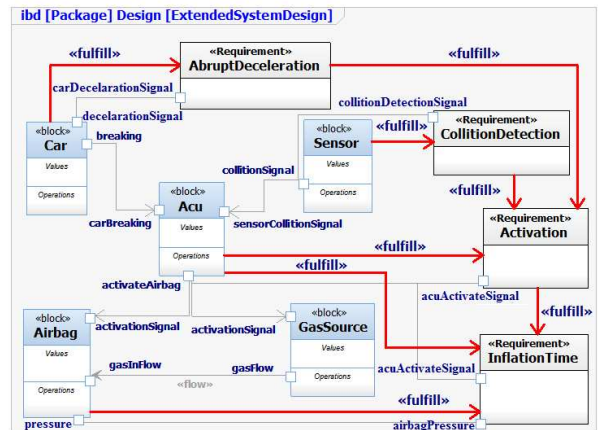 ibd [Package] Design [ExtendedSystemDesign]
«fulfill»
«Requirement»
AbruptDeceleration
«fulfill»
carDecelarationSignal
decelarationSignal
collitionDetectionSignal
«block»
Car
Values
Operations
breaking
«block»
Sensor
Values
Operations
«fulfill»
«Requirement»
CollitionDetection
collitionSignal
«fulfill»
«block»
Acu
Values
Operations
carBreaking
sensorCollitionSignal
«Requirement»
Activation
«fulfill»
«fulfill»
activateAirbag
acuActivateSignal
«fulfill»
«block»
Airbag
Values
Operations
activationSignal
activationSignal
«block»
GasSource
Values
Operations
«Requirement»
InflationTime
gasInFlow
gasFlow
acuActivateSignal
«flow»
«fulfill»
pressure
airbagPressure